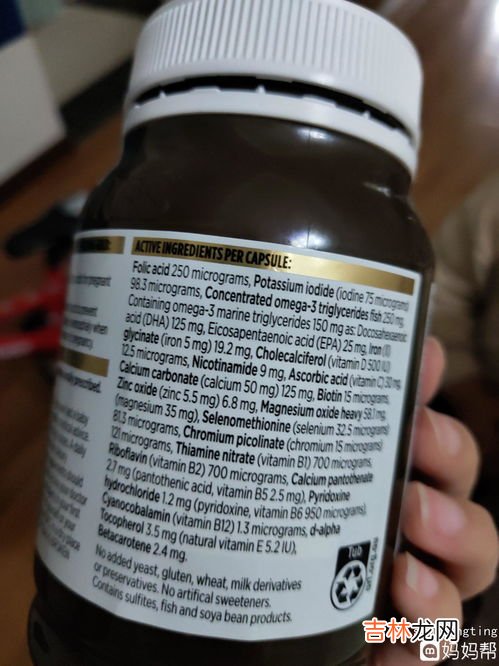 ACTIVE INGREDIENTS PER CAPSULE:
Folic acid 250 micrograms, Potassium iodide (iodine 75 micrograms)
98.3 micrograms, Concentrated omega-3 triglycerides fish 250 mg,
Containing omega-3 marine triglycerides 150 mg as: Docosahexaenoic
acid (DHA) 125 mg, Eicosapentaenoic acid (EPA) 25 mg, Iron (II)
glycinate (iron 5 mg) 19.2 mg, Cholecalciferol (vitamin D 500 IU)
12.5 micrograms, Nicotinamide 9 mg, Ascorbic acid (vitamin C) 30 mg,
Calcium carbonate (calcium 50 mg) 125 mg, Biotin 15 micrograms,
Zinc oxide (zinc 5.5 mg) 6.8 mg, Magnesium oxide heavy 58.1 mg
(magnesium 35 mg), Selenomethionine (selenium 32.5 micrograms)
81.3 micrograms, Chromium picolinate (chromium 15 micrograms)
121 micrograms, Thiamine nitrate (vitamin B1) 700 micrograms,
Riboflavin (vitamin B2) 700 micrograms, Calcium pantothenate
2.7 mg (pantothenic acid, vitamin B5 2.5 mg), Pyridoxine
hydrochloride 1.2 mg (pyridoxine, vitamin B6 950 micrograms),
Cyanocobalamin (vitamin B12) 1.3 micrograms, d-alpha
Tocopherol 3.5 mg (natural vitamin E 5.2 IU),
Betacarotene 2.4 mg.
No added yeast, gluten, wheat, milk derivatives
or preservatives. No artificial sweeteners.
Contains sulfites, fish and soya bean products.
Tub
吉林龙网
妈妈帮